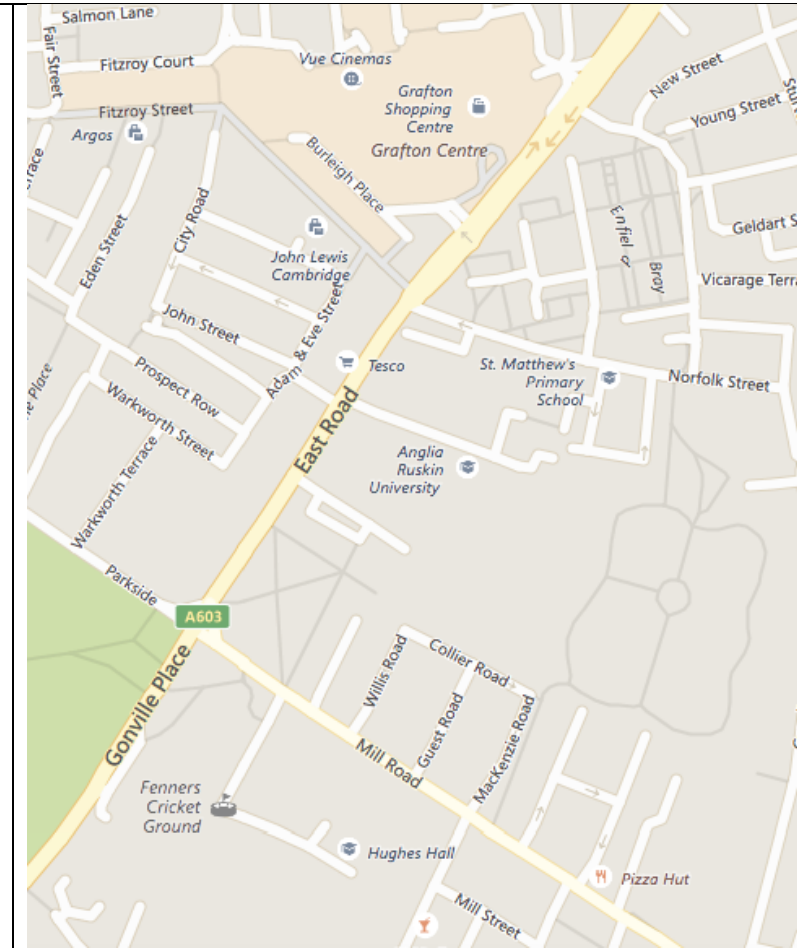 Salmon Lane
Fair Street
Fitzroy Court
Vue Cinemas
Grafton
Shopping
Centre
New Street
Fitzroy Street
Young Street
Argos
Burleigh Place
Grafton Centre
Eden Street
City Road
John Lewis
Cambridge
Enfiel
Bray
Geldart S
Vicarage Terra
John Street
Adam & Eve Street
Tesco
St. Matthew's
Primary
School
Norfolk Street
Prospect Row
Warkworth Street
East Road
Anglia
Ruskin
University
Warkworth Terrace
Parkside
A603
Gonville Place
Willis Road
Collier Road
Guest Road
MacKenzie Road
Mill Road
Fenners
Cricket
Ground
Hughes Hall
Pizza Hut
Mill Street